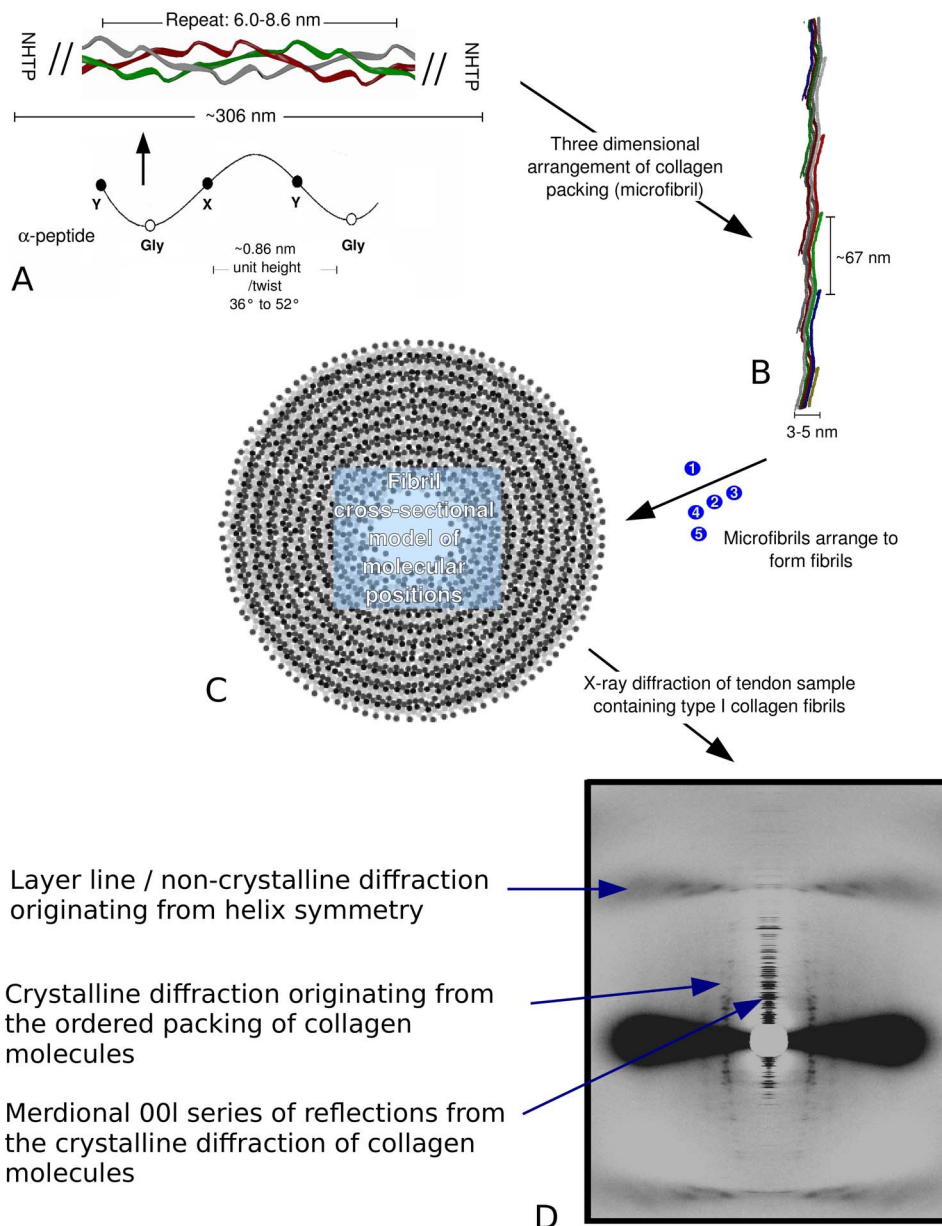 Repeat: 6.0-8.6 nm
NHTP
//
//
NHTP
~306 nm
Y
Gly
X
Y
Gly
α-peptide
~0.86 nm
unit height
/twist
36° to 52°
A
Three dimensional
arrangement of collagen
packing (microfibril)
~67 nm
B
3-5 nm
1
2
3
4
5
Microfibrils arrange to
form fibrils
Fibril
cross-sectional
model of
molecular
positions
C
X-ray diffraction of tendon sample
containing type I collagen fibrils
Layer line / non-crystalline diffraction
originating from helix symmetry
Crystalline diffraction originating from
the ordered packing of collagen
molecules
Merdional 00l series of reflections from
the crystalline diffraction of collagen
molecules
D